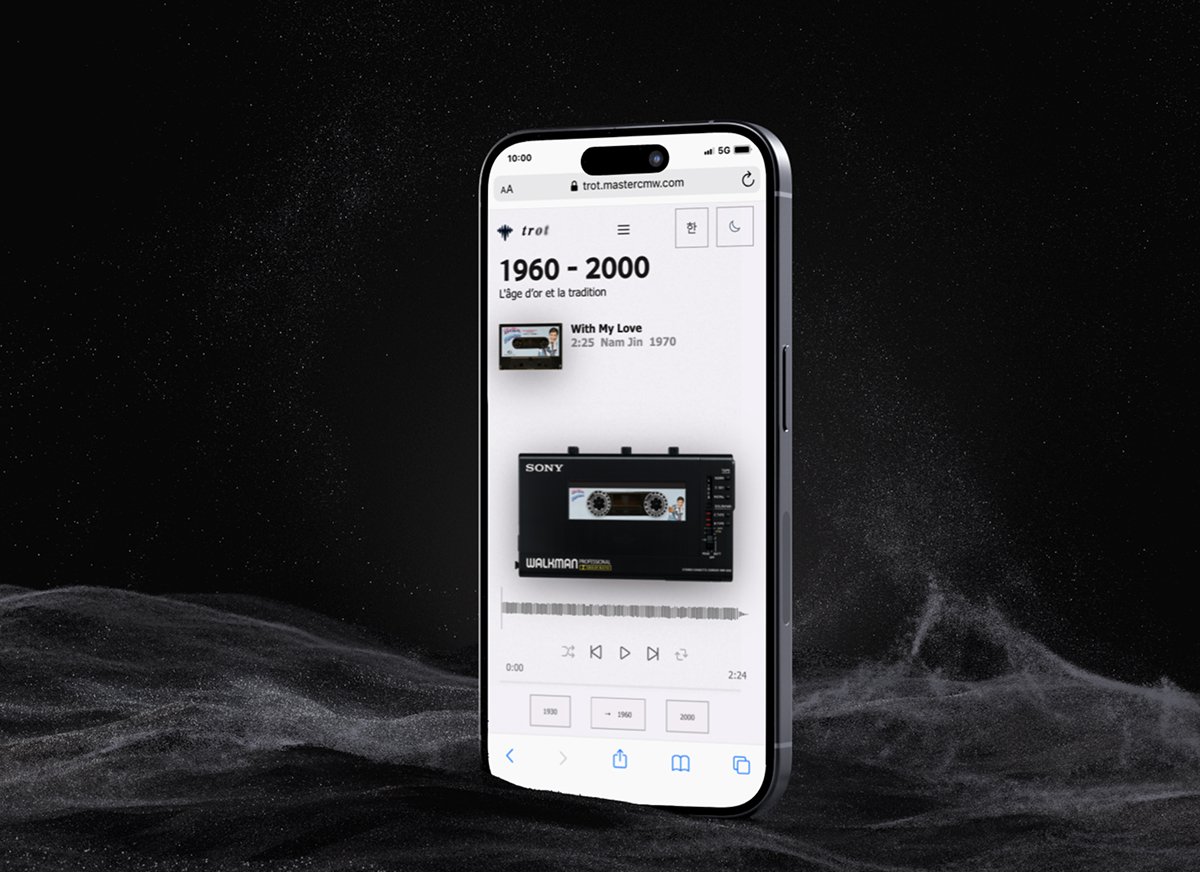 10:00
5G
AA
trot.mastercmw.com
trot
한
1960 - 2000
L'âge d'or et la tradition
With My Love
2:25 Nam Jin 1970
SONY
WALKMAN PROFESSIONAL
0:00
2:24
1930
→ 1960
2000